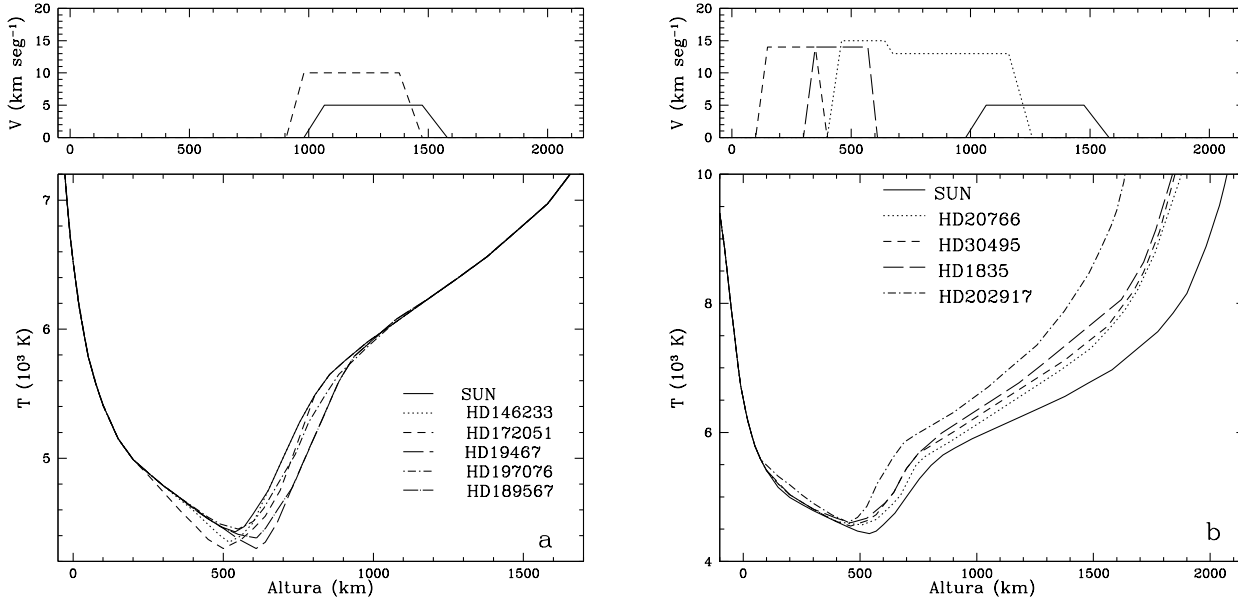 20
15
10
5
0
V (km seg⁻¹)
0 500 1000 1500 2000
7
6
5
T (10³ K)
SUN
HD146233
HD172051
HD19467
HD197076
HD189567
a
0 500 1000 1500
Altura (km)
20
15
10
5
0
V (km seg⁻¹)
0 500 1000 1500 2000
10
8
6
4
T (10³ K)
SUN
HD20766
HD30495
HD1835
HD202917
b
0 500 1000 1500 2000
Altura (km)